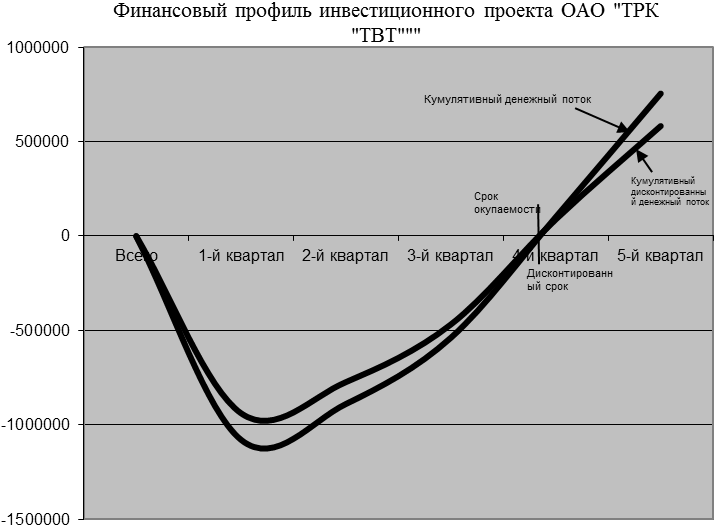 Финансовый профиль инвестиционного проекта ОАО "ТРК
"ТВТ"""
1000000
Кумулятивный денежный поток
500000
Кумулятивный
дисконтированны
й денежный поток
Срок
окупаемости
0
Всего 1-й квартал 2-й квартал 3-й квартал 4-й квартал 5-й квартал
Дисконтированн
ый срок
-500000
-1000000
-1500000